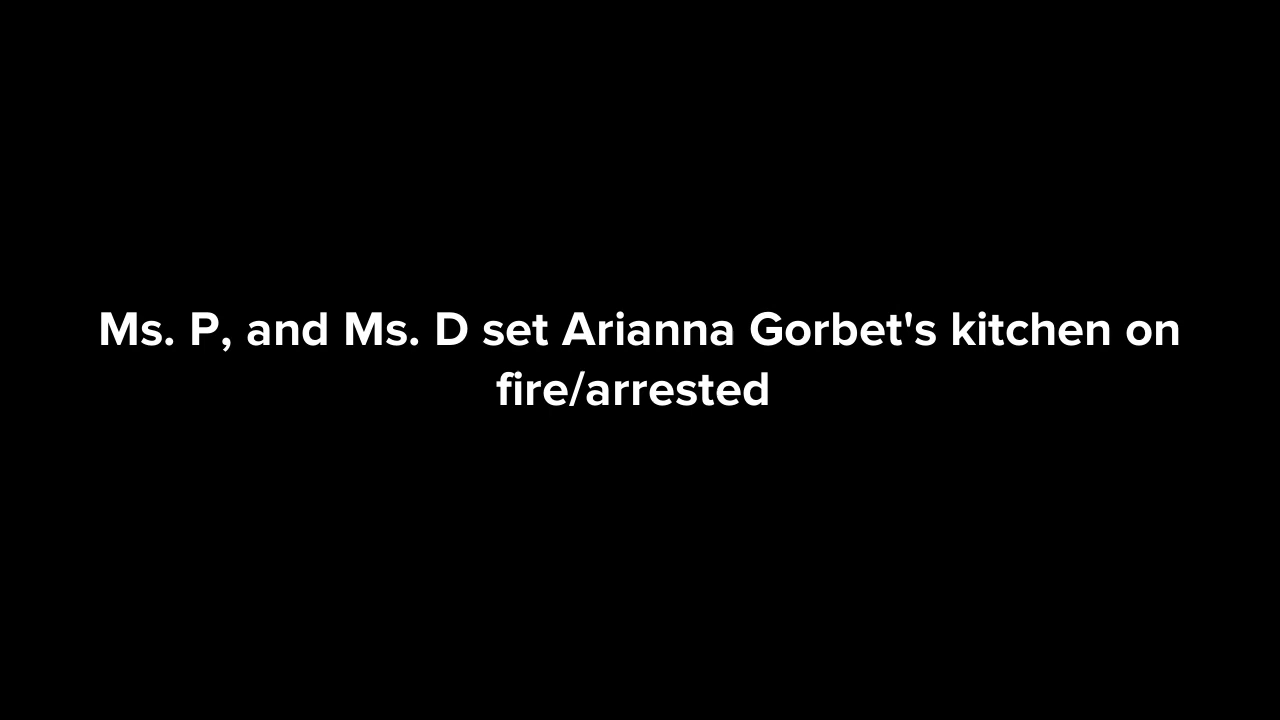 Ms. P, and Ms. D set Arianna Gorbet's kitchen on
fire/arrested